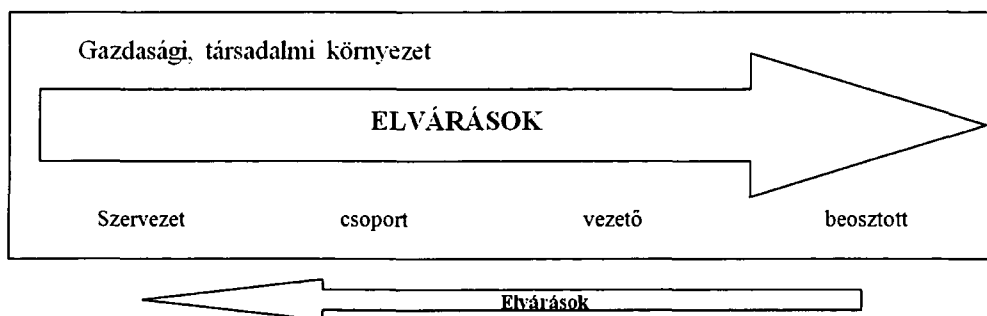 Gazdasági, társadalmi környezet
ELVÁRÁSOK
Szervezet csoport vezető beosztott
Elvárások